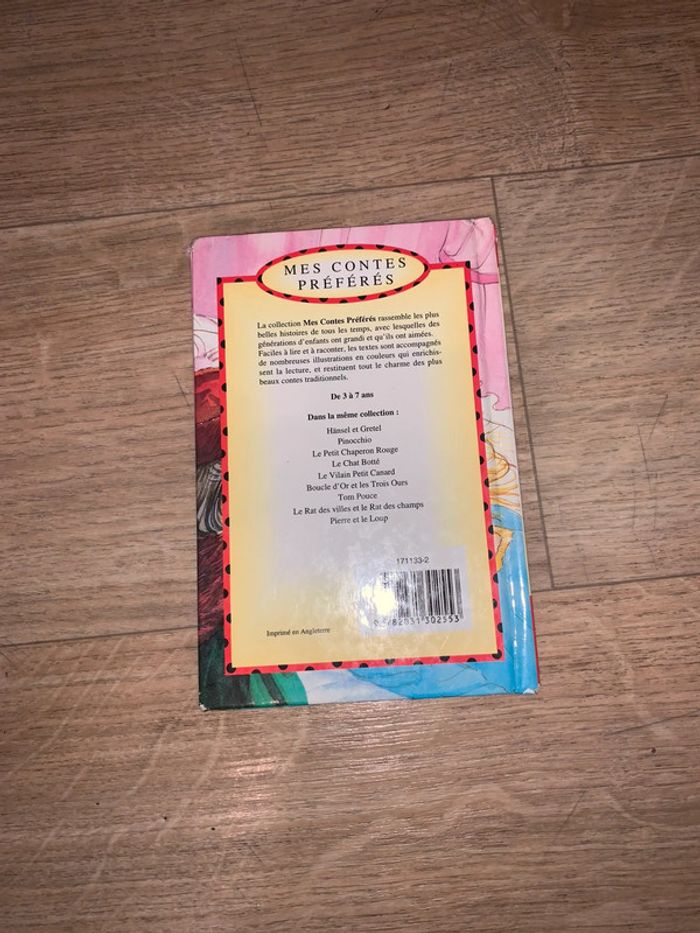 MES CONTES
PRÉFÉRÉS
La collection Mes Contes Préférés rassemble les plus
belles histoires de tous les temps, avec lesquelles des
générations d'enfants ont grandi et qu'ils ont aimées.
Faciles à lire et à raconter, les textes sont accompagnés
de nombreuses illustrations en couleurs qui enrichis-
sent la lecture, et restituent tout le charme des plus
beaux contes traditionnels.
De 3 à 7 ans
Dans la même collection :
Hänsel et Gretel
Pinocchio
Le Petit Chaperon Rouge
Le Chat Botté
Le Vilain Petit Canard
Boucle d'Or et les Trois Ours
Tom Pouce
Le Rat des villes et le Rat des champs
Pierre et le Loup
171133-2
Imprimé en Angleterre